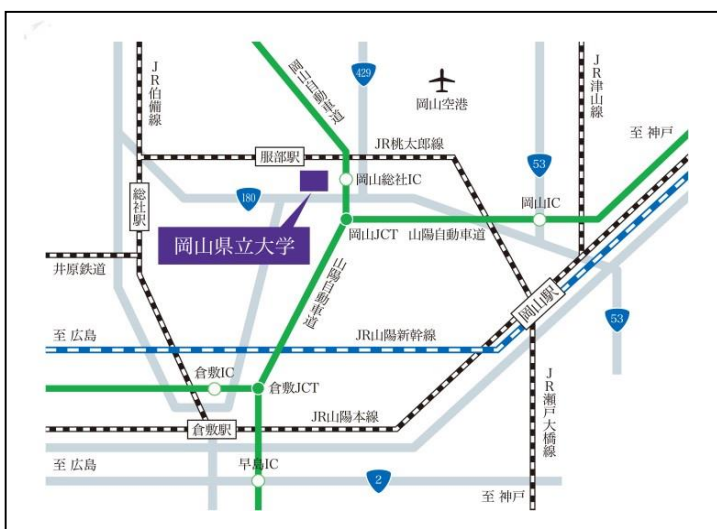 JR伯備線
岡山自動車道
429
岡山空港
JR津山線
至 神戸
服部駅
JR桃太郎線
53
総社駅
180
岡山総社IC
岡山IC
岡山県立大学
岡山JCT
山陽自動車道
井原鉄道
山陽自動車道
岡山駅
53
至 広島
JR山陽新幹線
倉敷IC
倉敷JCT
JR瀬戸大橋線
倉敷駅
JR山陽本線
至 広島
早島IC
2
至 神戸